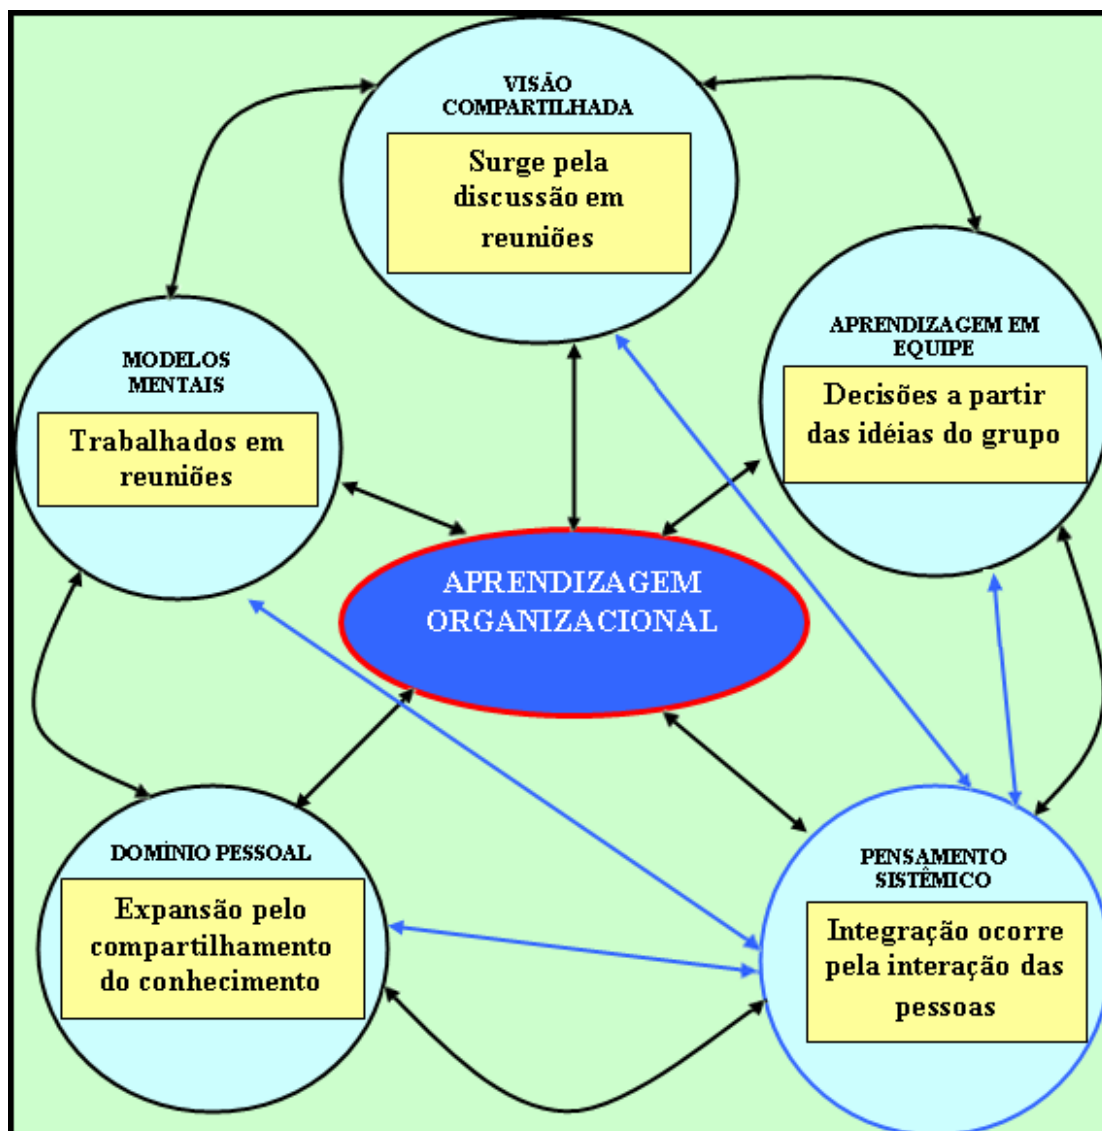 VISÃO
COMPARTILHADA
Surge pela
discussão em
reuniões
MODELOS
MENTAIS
Trabalhados em
reuniões
APRENDIZAGEM EM
EQUIPE
Decisões a partir
das idéias do grupo
APRENDIZAGEM
ORGANIZACIONAL
DOMÍNIO PESSOAL
Expansão pelo
compartilhamento
do conhecimento
PENSAMENTO
SISTÊMICO
Integração ocorre
pela interação das
pessoas